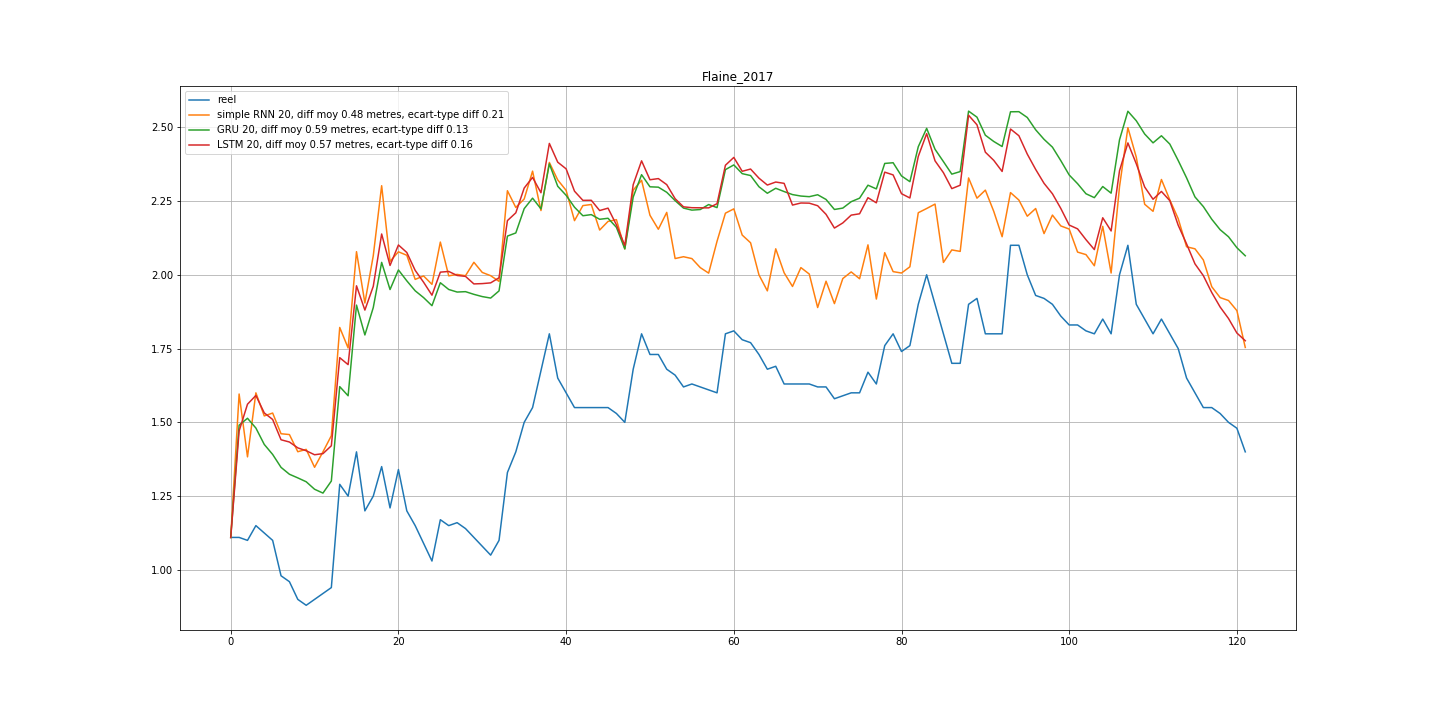 Flaine_2017
reel
simple RNN 20, diff moy 0.48 metres, ecart-type diff 0.21
GRU 20, diff moy 0.59 metres, ecart-type diff 0.13
LSTM 20, diff moy 0.57 metres, ecart-type diff 0.16
2.50
2.25
2.00
1.75
1.50
1.25
1.00
0 20 40 60 80 100 120